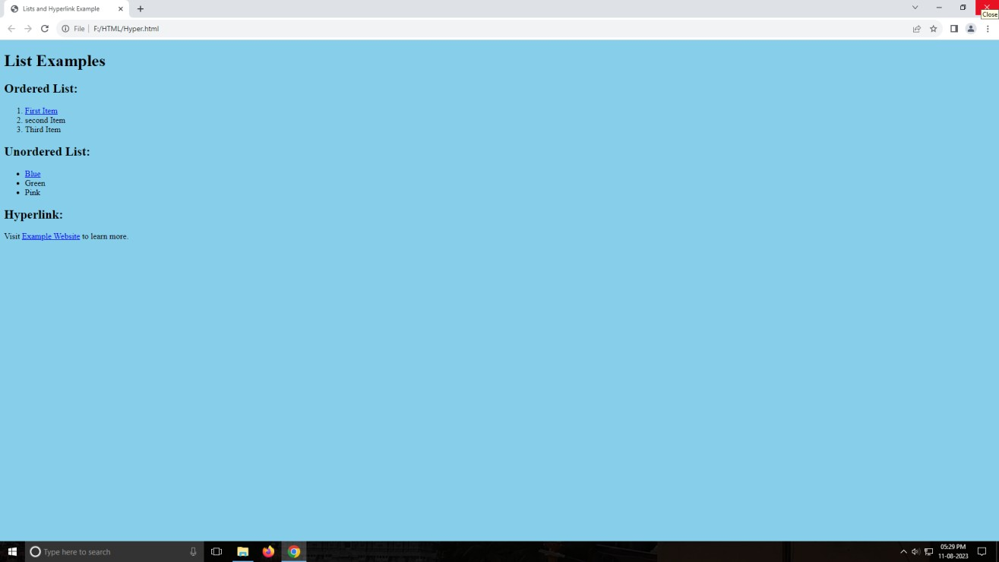 Lists and Hyperlink Example
Close
File F:/HTML/Hyper.html
List Examples
Ordered List:
1. First Item
2. second Item
3. Third Item
Unordered List:
• Blue
• Green
• Pink
Hyperlink:
Visit Example Website to learn more.
Type here to search
05:29 PM
11-08-2023